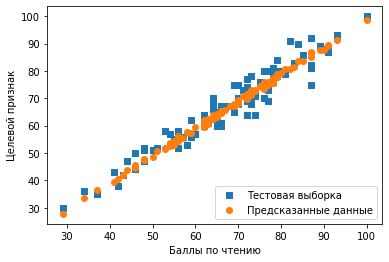 100
90
80
70
60
50
40
30
Целевой признак
Тестовая выборка
Предсказанные данные
30 40 50 60 70 80 90 100
Баллы по чтению